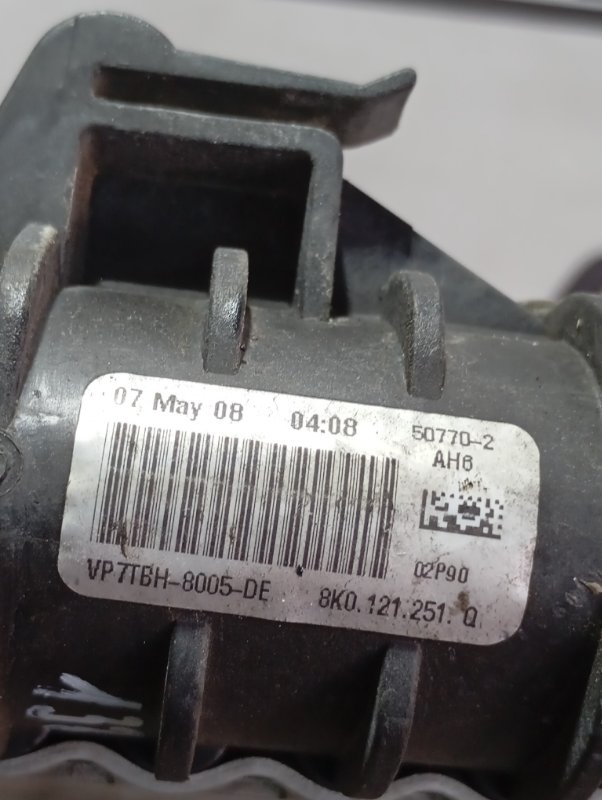 07 May 08 04:08 50770-2
AH6
02P90
VP7TBH-8005-DE 8K0.121.251. Q